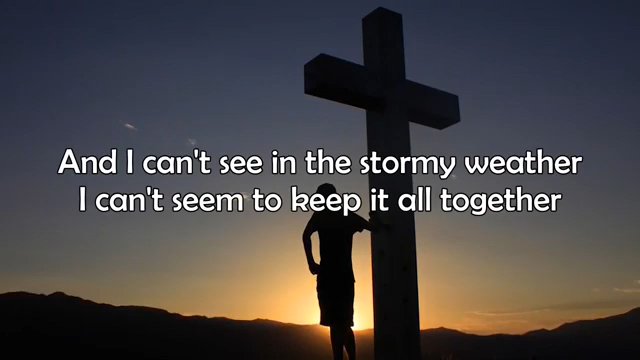 And I can't see in the stormy weather
I can't seem to keep it all together